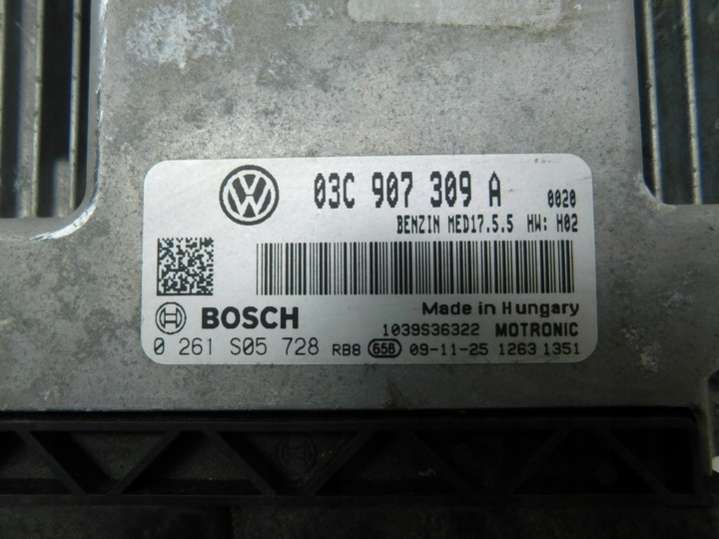 03C 907 309 A 0020
BENZIN MED17.5.5 HW: H02
Made in Hungary
BOSCH
1039S36322 MOTRONIC
0 261 S05 728 RB8 656 09-11-25 1263 1351